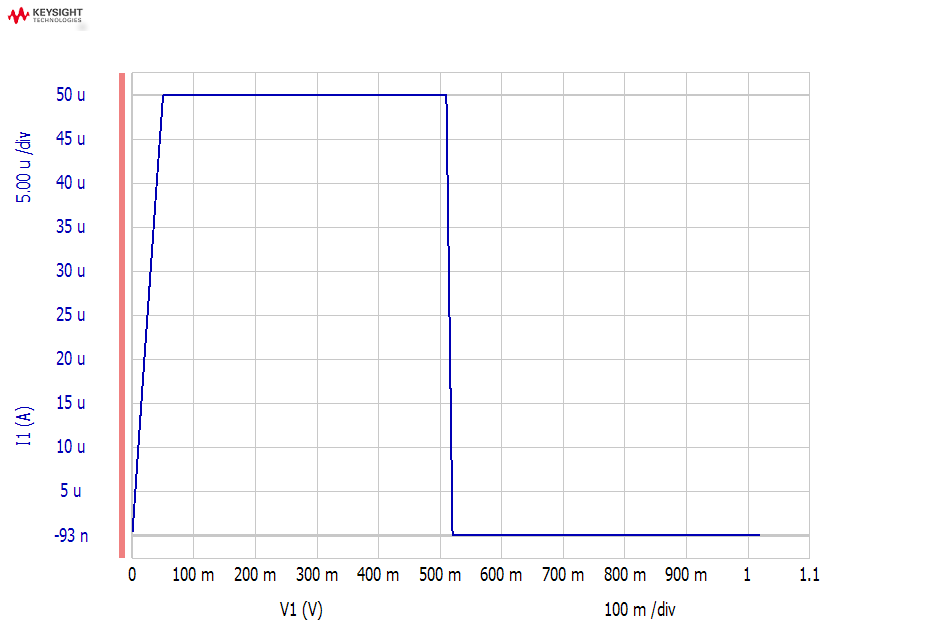 KEYSIGHT
TECHNOLOGIES
50 u
45 u
40 u
35 u
30 u
25 u
20 u
15 u
10 u
5 u
-93 n
5.00 u /div
I1 (A)
0 100 m 200 m 300 m 400 m 500 m 600 m 700 m 800 m 900 m 1 1.1
V1 (V) 100 m /div